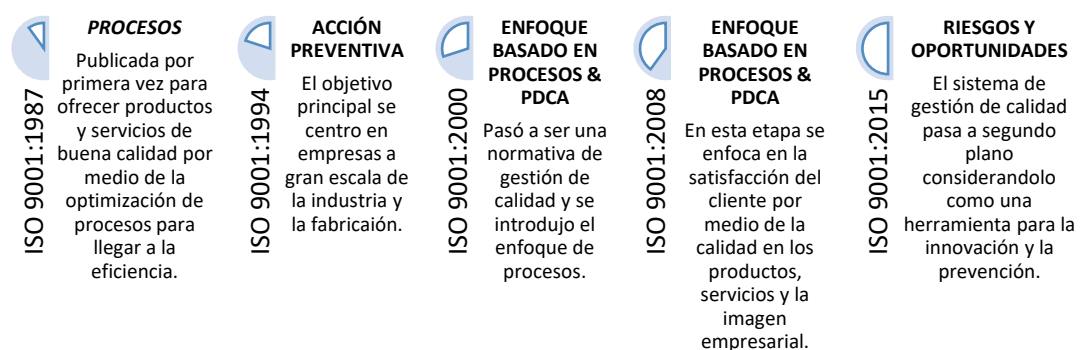 ISO 9001:1987
PROCESOS
Publicada por
primera vez para
ofrecer productos
y servicios de
buena calidad por
medio de la
optimización de
procesos para
llegar a la
eficiencia.
ISO 9001:1994
ACCIÓN
PREVENTIVA
El objetivo
principal se
centro en
empresas a
gran escala de
la industria y
la fabricaión.
ISO 9001:2000
ENFOQUE
BASADO EN
PROCESOS &
PDCA
Pasó a ser una
normativa de
gestión de
calidad y se
introdujo el
enfoque de
procesos.
ISO 9001:2008
ENFOQUE
BASADO EN
PROCESOS &
PDCA
En esta etapa se
enfoca en la
satisfacción del
cliente por
medio de la
calidad en los
productos,
servicios y la
imagen
empresarial.
ISO 9001:2015
RIESGOS Y
OPORTUNIDADES
El sistema de
gestión de calidad
pasa a segundo
plano
considerandolo
como una
herramienta para la
innovación y la
prevención.